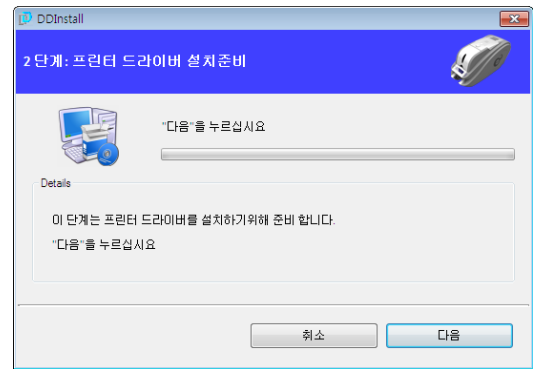 DDInstall
2 단계: 프린터 드라이버 설치준비
"다음"을 누르십시요
Details
이 단계는 프린터 드라이버를 설치하기위해 준비 합니다.
"다음"을 누르십시요
취소
다음